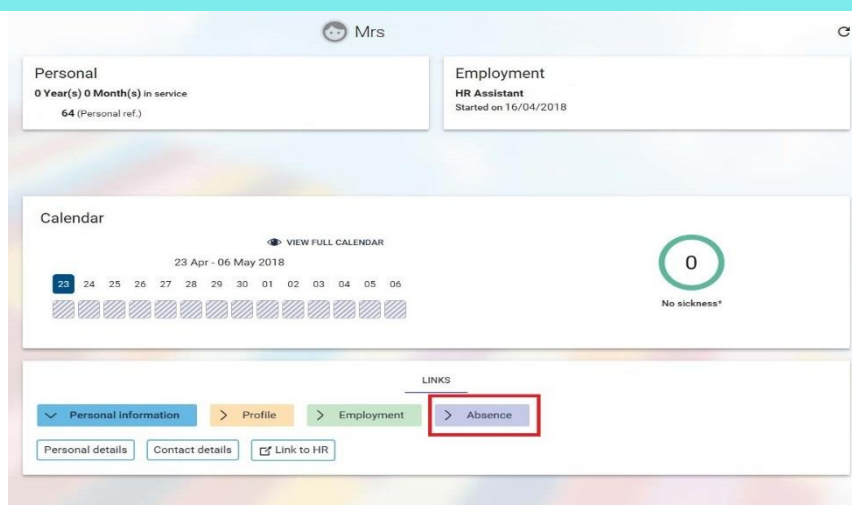 Mrs
Personal
0 Year(s) 0 Month(s) in service
64 (Personal ref.)
Employment
HR Assistant
Started on 16/04/2018
Calendar
VIEW FULL CALENDAR
23 Apr - 06 May 2018
23 24 25 26 27 28 29 30 01 02 03 04 05 06
0
No sickness*
LINKS
Personal information Profile Employment Absence
Personal details Contact details Link to HR